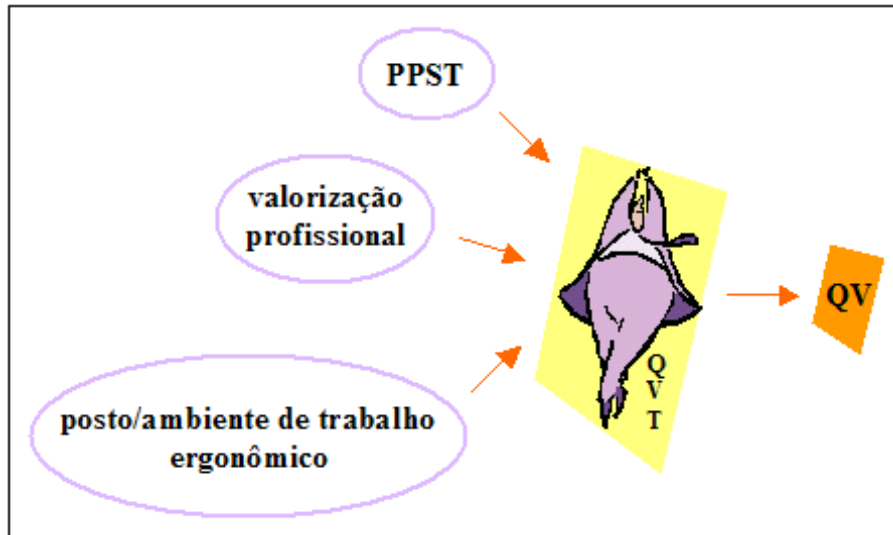 PPST
valorização
profissional
posto/ambiente de trabalho
ergonômico
Q
V
T
QV